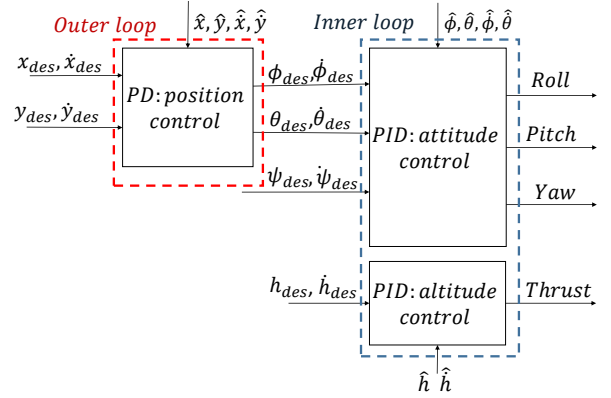 Outer loop
Inner loop
x̂, ŷ, x̂̇, ŷ̇
ϕ̂, θ̂, ϕ̂̇, θ̂̇
x_des, ẋ_des
y_des, ẏ_des
PD: position
control
ϕ_des, ϕ̇_des
θ_des, θ̇_des
ψ_des, ψ̇_des
PID: attitude
control
Roll
Pitch
Yaw
h_des, ḣ_des
PID: altitude
control
Thrust
ĥ ĥ̇